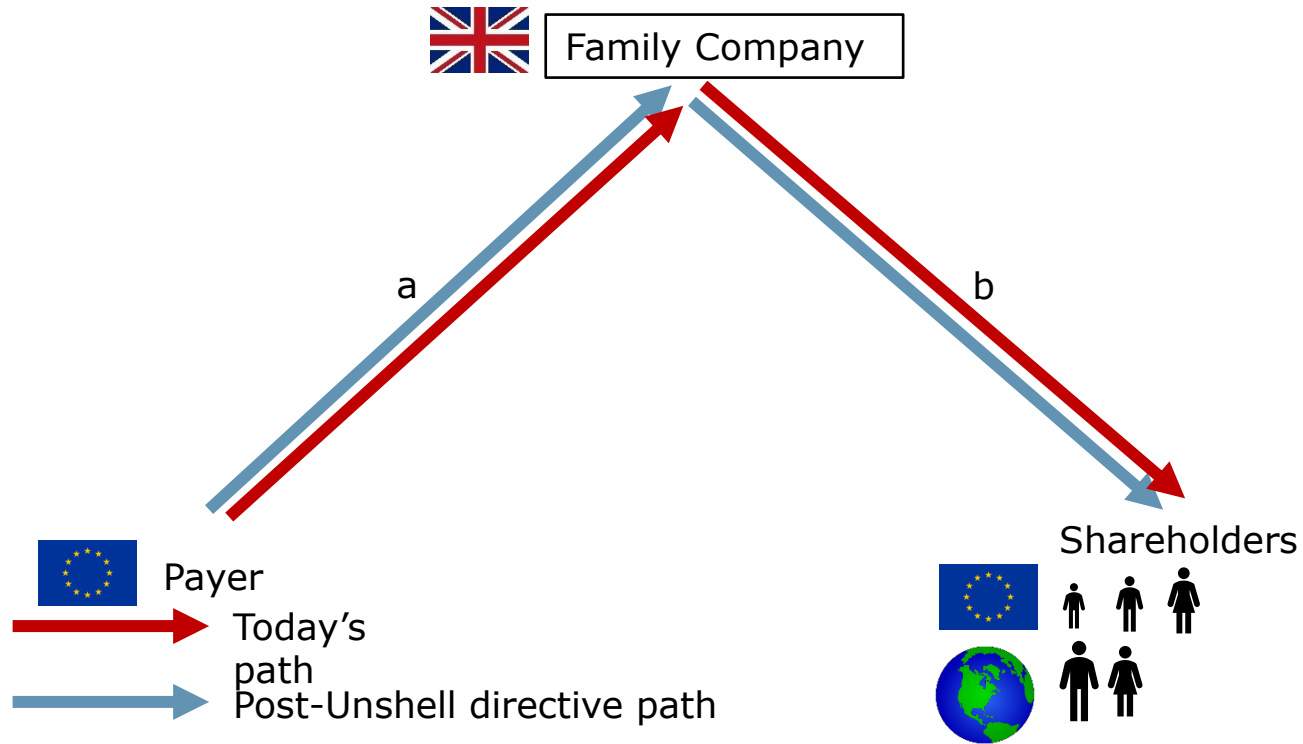 Family Company
a
b
Shareholders
Payer
Today's
path
Post-Unshell directive path